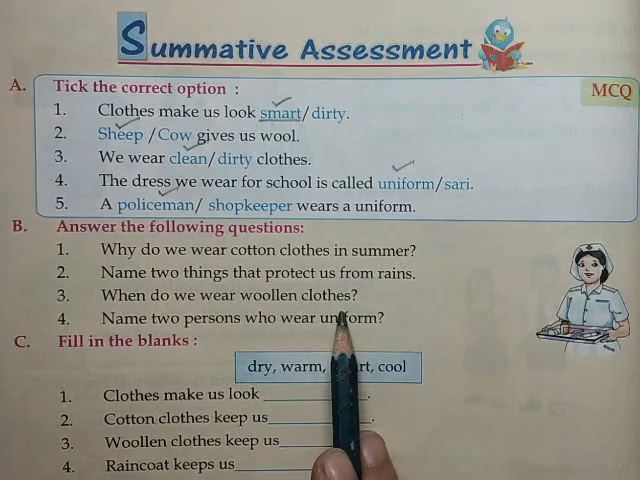 Summative Assessment
A. Tick the correct option : MCQ
1. Clothes make us look smart/dirty.
2. Sheep /Cow gives us wool.
3. We wear clean/dirty clothes.
4. The dress we wear for school is called uniform/sari.
5. A policeman/ shopkeeper wears a uniform.
B. Answer the following questions:
1. Why do we wear cotton clothes in summer?
2. Name two things that protect us from rains.
3. When do we wear woollen clothes?
4. Name two persons who wear uniform?
C. Fill in the blanks :
dry, warm, rt, cool
1. Clothes make us look ________.
2. Cotton clothes keep us________.
3. Woollen clothes keep us________
4. Raincoat keeps us________